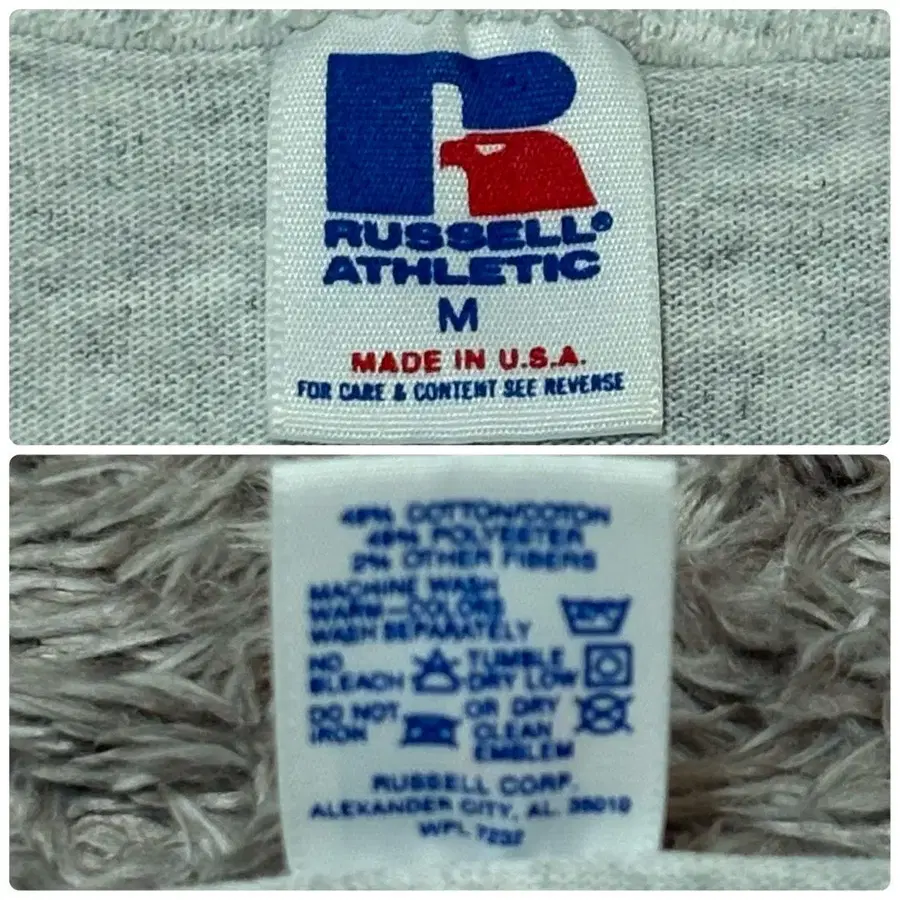 RUSSELL®
ATHLETIC
M
MADE IN U.S.A.
FOR CARE & CONTENT SEE REVERSE
49% COTTON/COTON
49% POLYESTER
2% OTHER FIBERS
MACHINE WASH
WARM—COLORS
WASH SEPARATELY
NO
BLEACH
TUMBLE
DRY LOW
DO NOT
IRON
OR DRY
CLEAN
EMBLEM
RUSSELL CORP.
ALEXANDER CITY, AL. 35010
WPL 7232